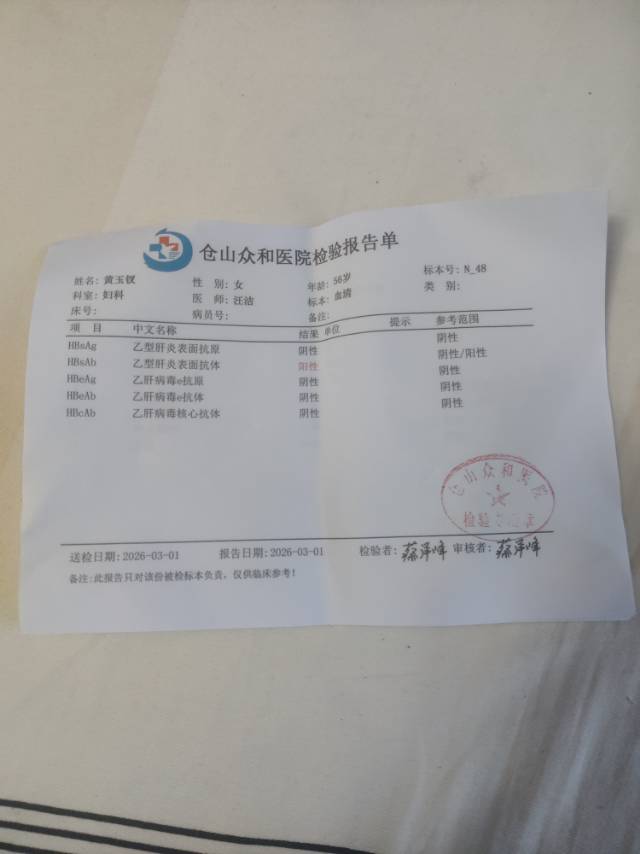 仓山众和医院检验报告单
姓名: 黄玉钗 性 别: 女 年龄: 56岁 标本号: N_48
科室: 妇科 医 师: 汪洁 标本: 血清 类 别:
床号: 病员号: 备注:
项 目 中文名称 结果 单位 提示 参考范围
HBsAg 乙型肝炎表面抗原 阴性 阴性
HBsAb 乙型肝炎表面抗体 阳性 阴性/阳性
HBeAg 乙肝病毒e抗原 阴性 阴性
HBeAb 乙肝病毒e抗体 阴性 阴性
HBcAb 乙肝病毒核心抗体 阴性 阴性
仓山众和医院
检验
送检日期: 2026-03-01 报告日期: 2026-03-01 检验者: 蔡泽峰 审核者: 蔡泽峰
备注: 此报告只对该份被检标本负责, 仅供临床参考!